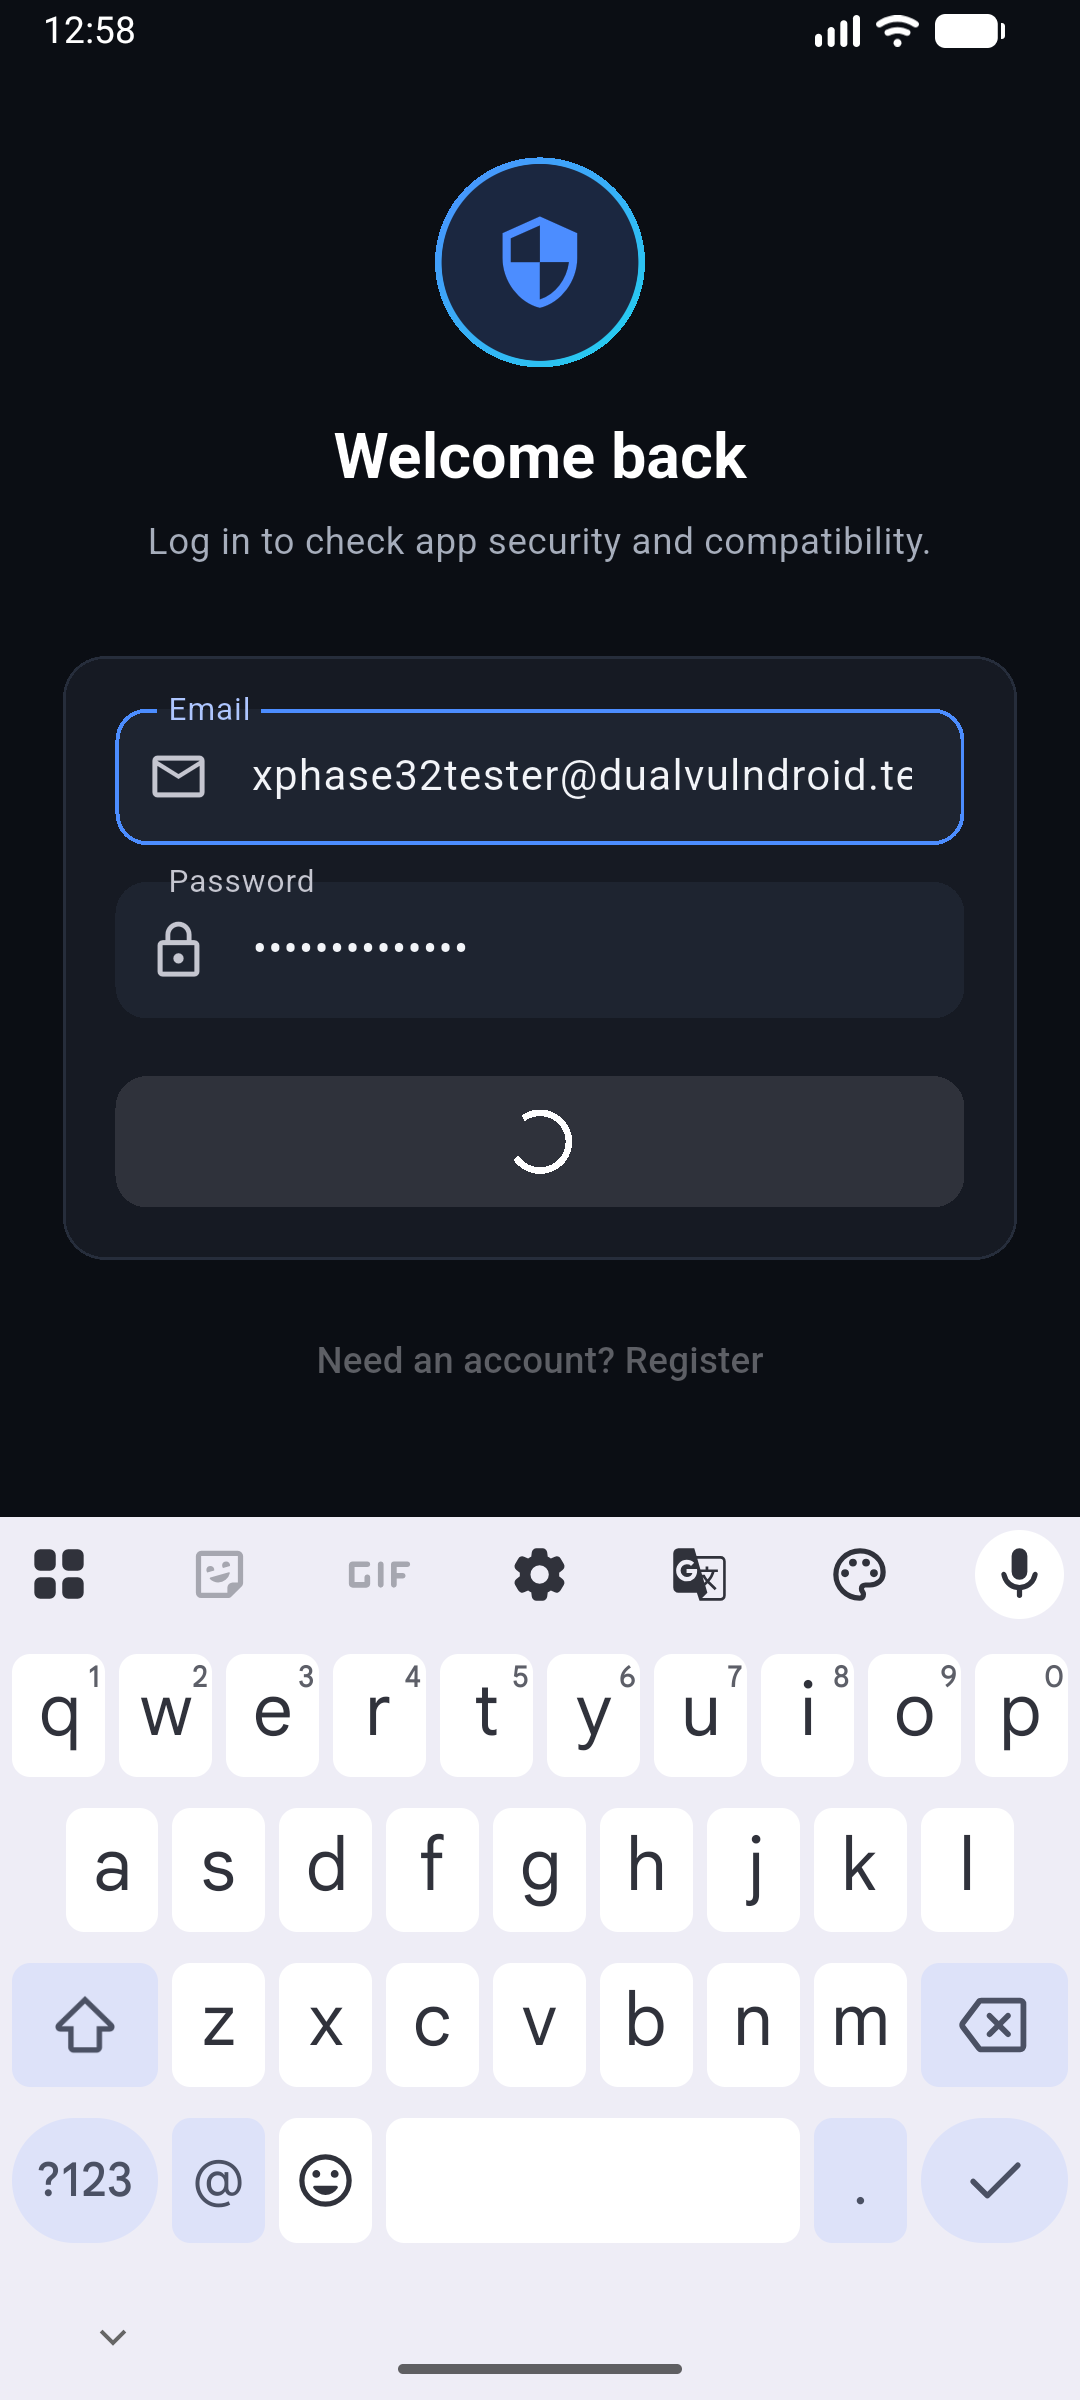 12:58
Welcome back
Log in to check app security and compatibility.
Email
xphase32tester@dualvulndroid.te
Password
••••••••••••••
Need an account? Register
GIF
G 文
q 1 w 2 e 3 r 4 t 5 y 6 u 7 i 8 o 9 p 0
a s d f g h j k l
z x c v b n m
?123 @ .